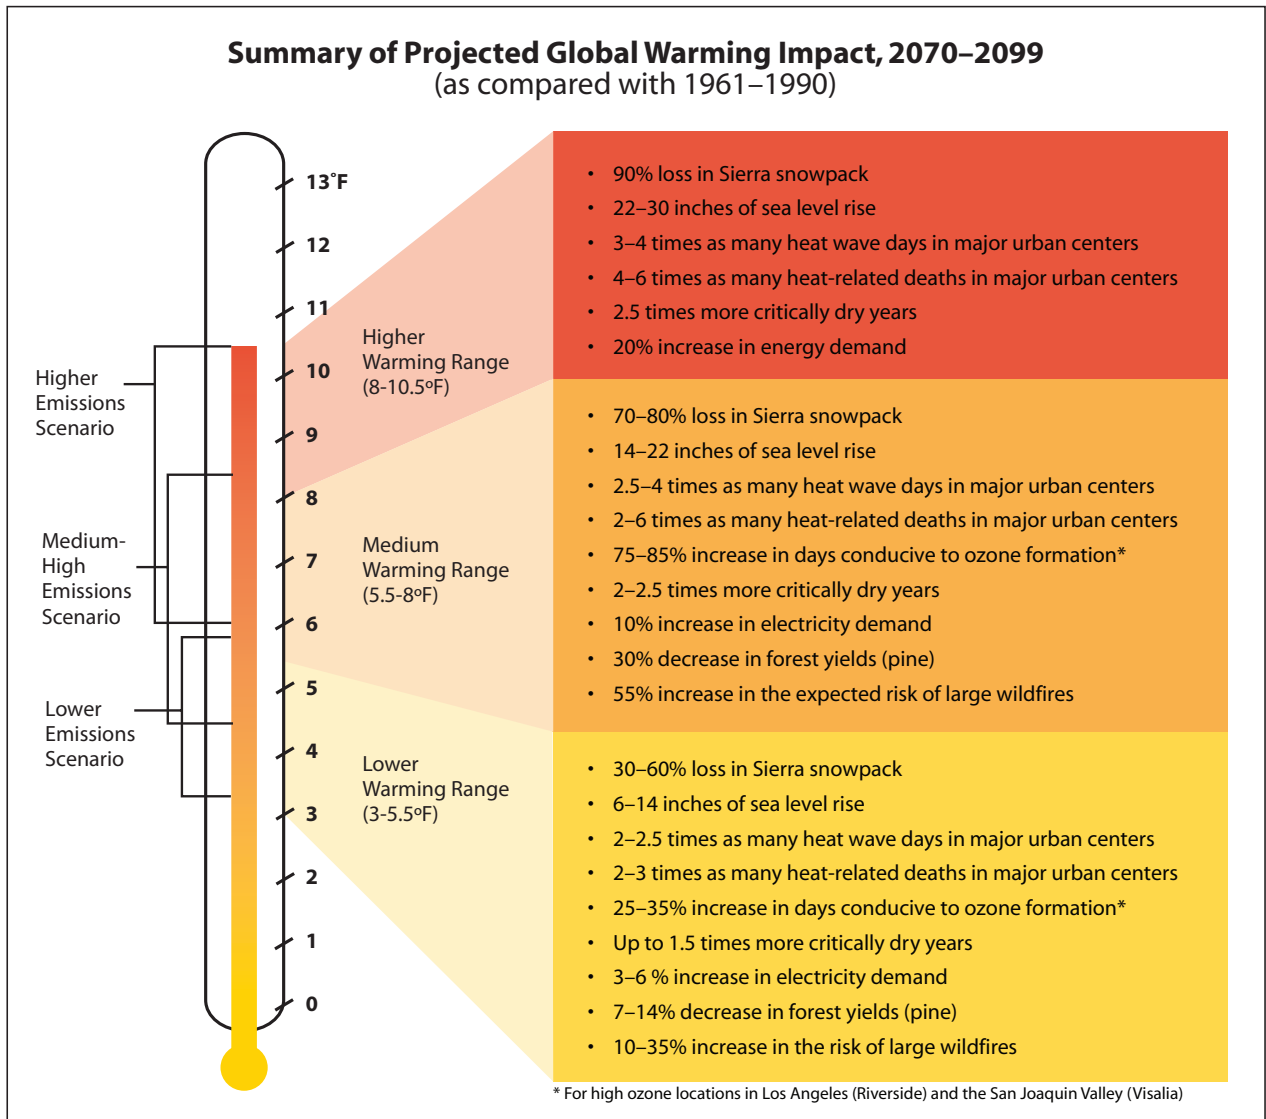 Summary of Projected Global Warming Impact, 2070–2099
(as compared with 1961–1990)
13˚F
12
11
10
9
8
7
6
5
4
3
2
1
0
Higher
Emissions
Scenario
Medium-
High
Emissions
Scenario
Lower
Emissions
Scenario
Higher
Warming Range
(8-10.5ºF)
• 90% loss in Sierra snowpack
• 22–30 inches of sea level rise
• 3–4 times as many heat wave days in major urban centers
• 4–6 times as many heat-related deaths in major urban centers
• 2.5 times more critically dry years
• 20% increase in energy demand
Medium
Warming Range
(5.5-8ºF)
• 70–80% loss in Sierra snowpack
• 14–22 inches of sea level rise
• 2.5–4 times as many heat wave days in major urban centers
• 2–6 times as many heat-related deaths in major urban centers
• 75–85% increase in days conducive to ozone formation*
• 2–2.5 times more critically dry years
• 10% increase in electricity demand
• 30% decrease in forest yields (pine)
• 55% increase in the expected risk of large wildfires
Lower
Warming Range
(3-5.5ºF)
• 30–60% loss in Sierra snowpack
• 6–14 inches of sea level rise
• 2–2.5 times as many heat wave days in major urban centers
• 2–3 times as many heat-related deaths in major urban centers
• 25–35% increase in days conducive to ozone formation*
• Up to 1.5 times more critically dry years
• 3–6 % increase in electricity demand
• 7–14% decrease in forest yields (pine)
• 10–35% increase in the risk of large wildfires
* For high ozone locations in Los Angeles (Riverside) and the San Joaquin Valley (Visalia)